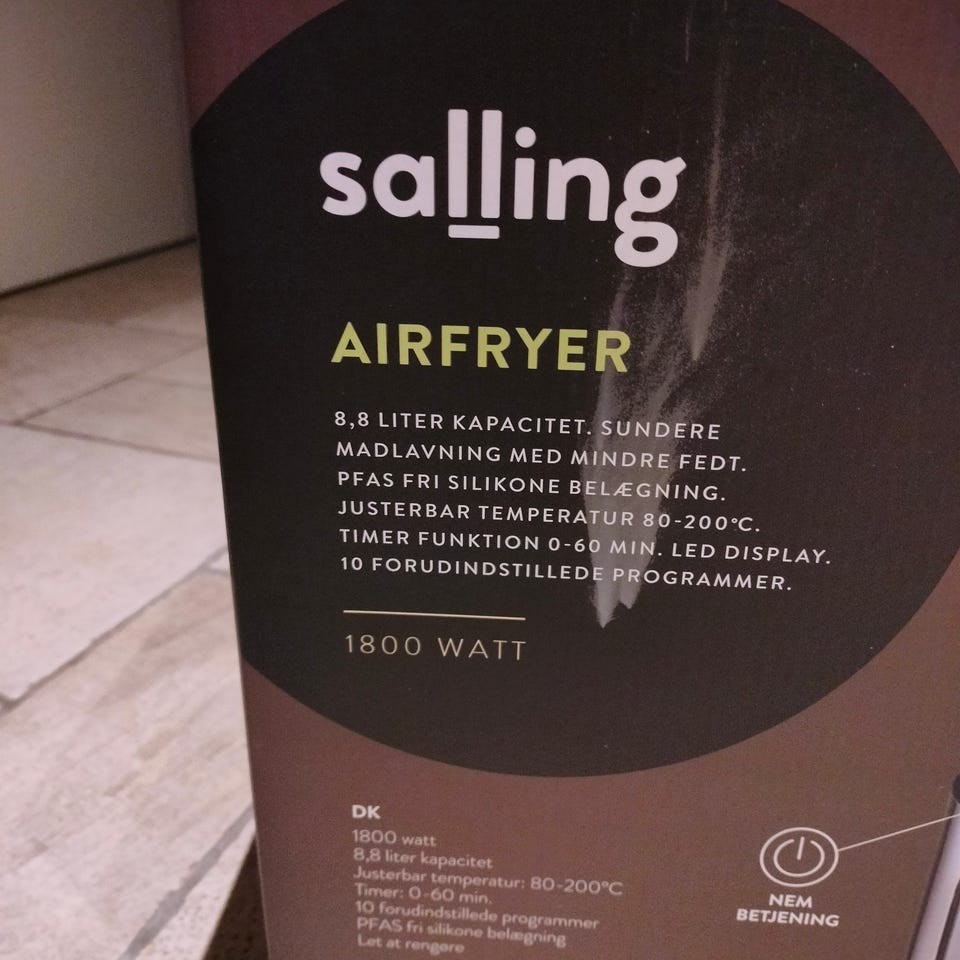 salling
AIRFRYER
8,8 LITER KAPACITET. SUNDERE
MADLAVNING MED MINDRE FEDT.
PFAS FRI SILIKONE BELÆGNING.
JUSTERBAR TEMPERATUR 80-200°C.
TIMER FUNKTION 0-60 MIN. LED DISPLAY.
10 FORUDINDSTILLEDE PROGRAMMER.
1800 WATT
DK
1800 watt
8,8 liter kapacitet
Justerbar temperatur: 80-200°C
Timer: 0-60 min.
10 forudindstillede programmer
PFAS fri silikone belægning
Let at rengøre
NEM
BETJENING